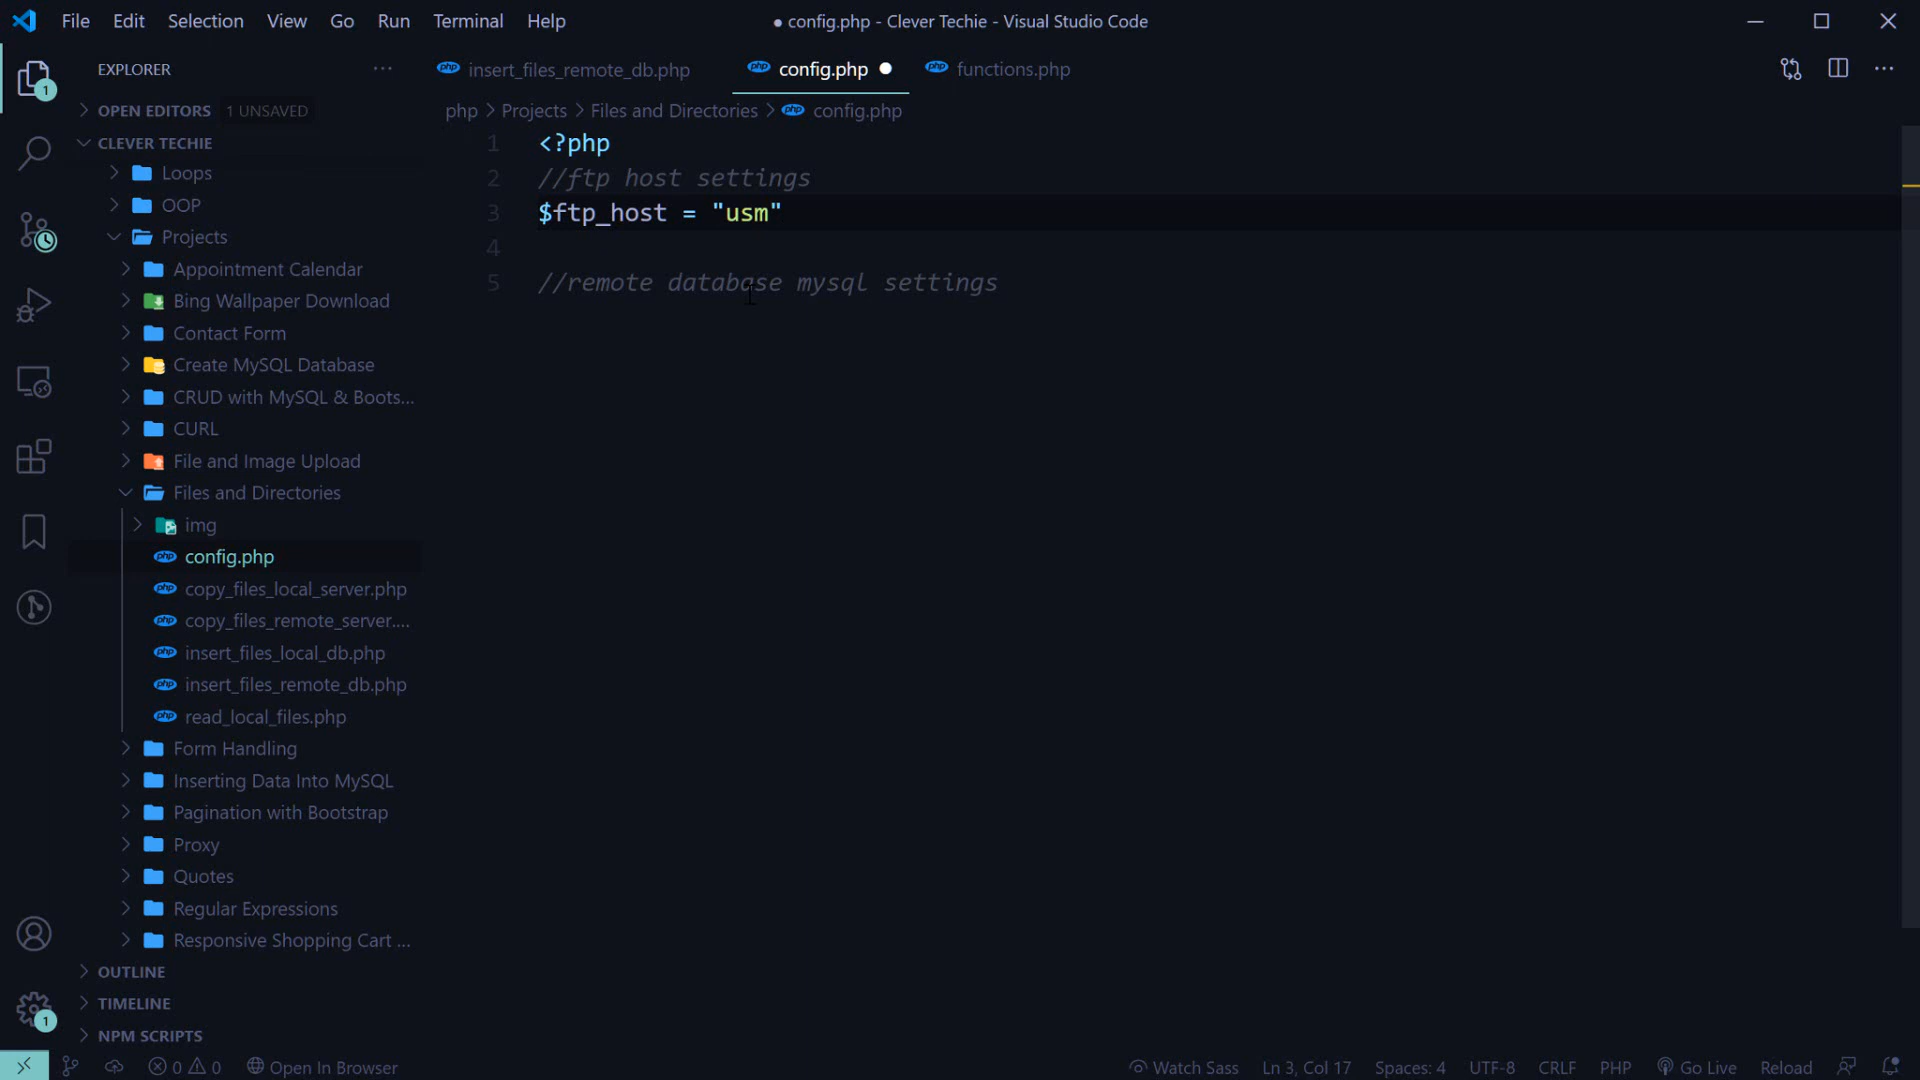 File Edit Selection View Go Run Terminal Help
● config.php - Clever Techie - Visual Studio Code
EXPLORER
insert_files_remote_db.php
config.php
functions.php
OPEN EDITORS 1 UNSAVED
php > Projects > Files and Directories > config.php
CLEVER TECHIE
Loops
OOP
Projects
Appointment Calendar
Bing Wallpaper Download
Contact Form
Create MySQL Database
CRUD with MySQL & Boots...
CURL
File and Image Upload
Files and Directories
img
config.php
copy_files_local_server.php
copy_files_remote_server....
insert_files_local_db.php
insert_files_remote_db.php
read_local_files.php
Form Handling
Inserting Data Into MySQL
Pagination with Bootstrap
Proxy
Quotes
Regular Expressions
Responsive Shopping Cart ...
OUTLINE
TIMELINE
NPM SCRIPTS
1 <?php
2 //ftp host settings
3 $ftp_host = "usm"
4
5 //remote database mysql settings
1
1
0 0 Open In Browser
Watch Sass Ln 3, Col 17 Spaces: 4 UTF-8 CRLF PHP Go Live Reload